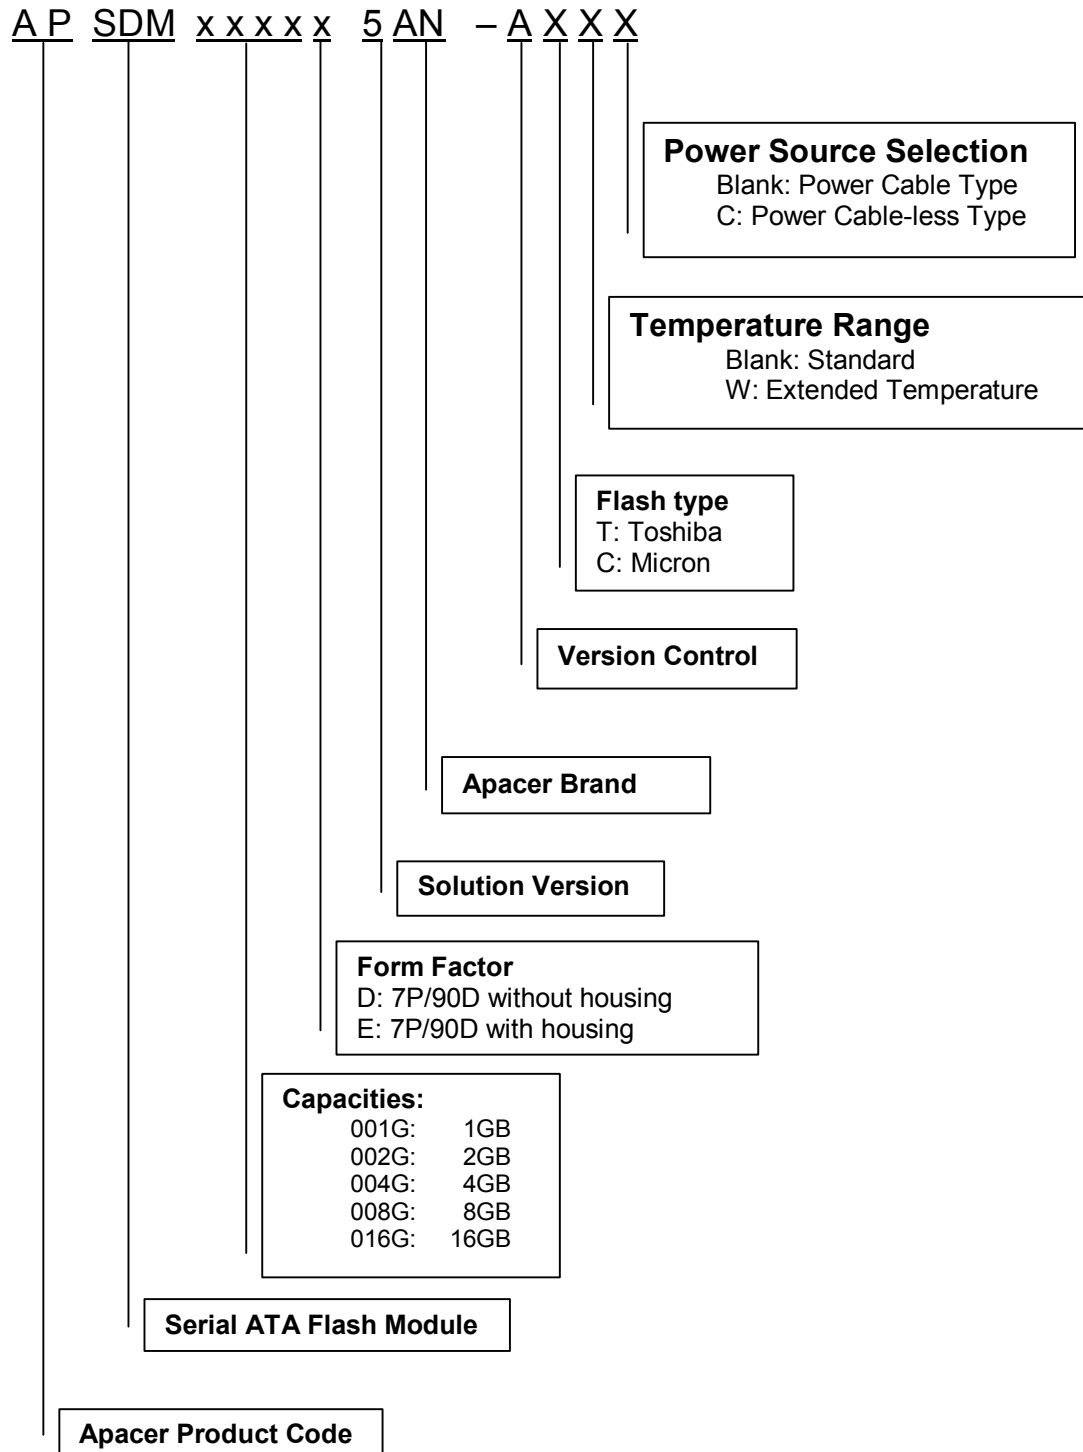 A P SDM x x x x x 5 AN – A X X X
Power Source Selection
Blank: Power Cable Type
C: Power Cable-less Type
Temperature Range
Blank: Standard
W: Extended Temperature
Flash type
T: Toshiba
C: Micron
Version Control
Apacer Brand
Solution Version
Form Factor
D: 7P/90D without housing
E: 7P/90D with housing
Capacities:
001G: 1GB
002G: 2GB
004G: 4GB
008G: 8GB
016G: 16GB
Serial ATA Flash Module
Apacer Product Code